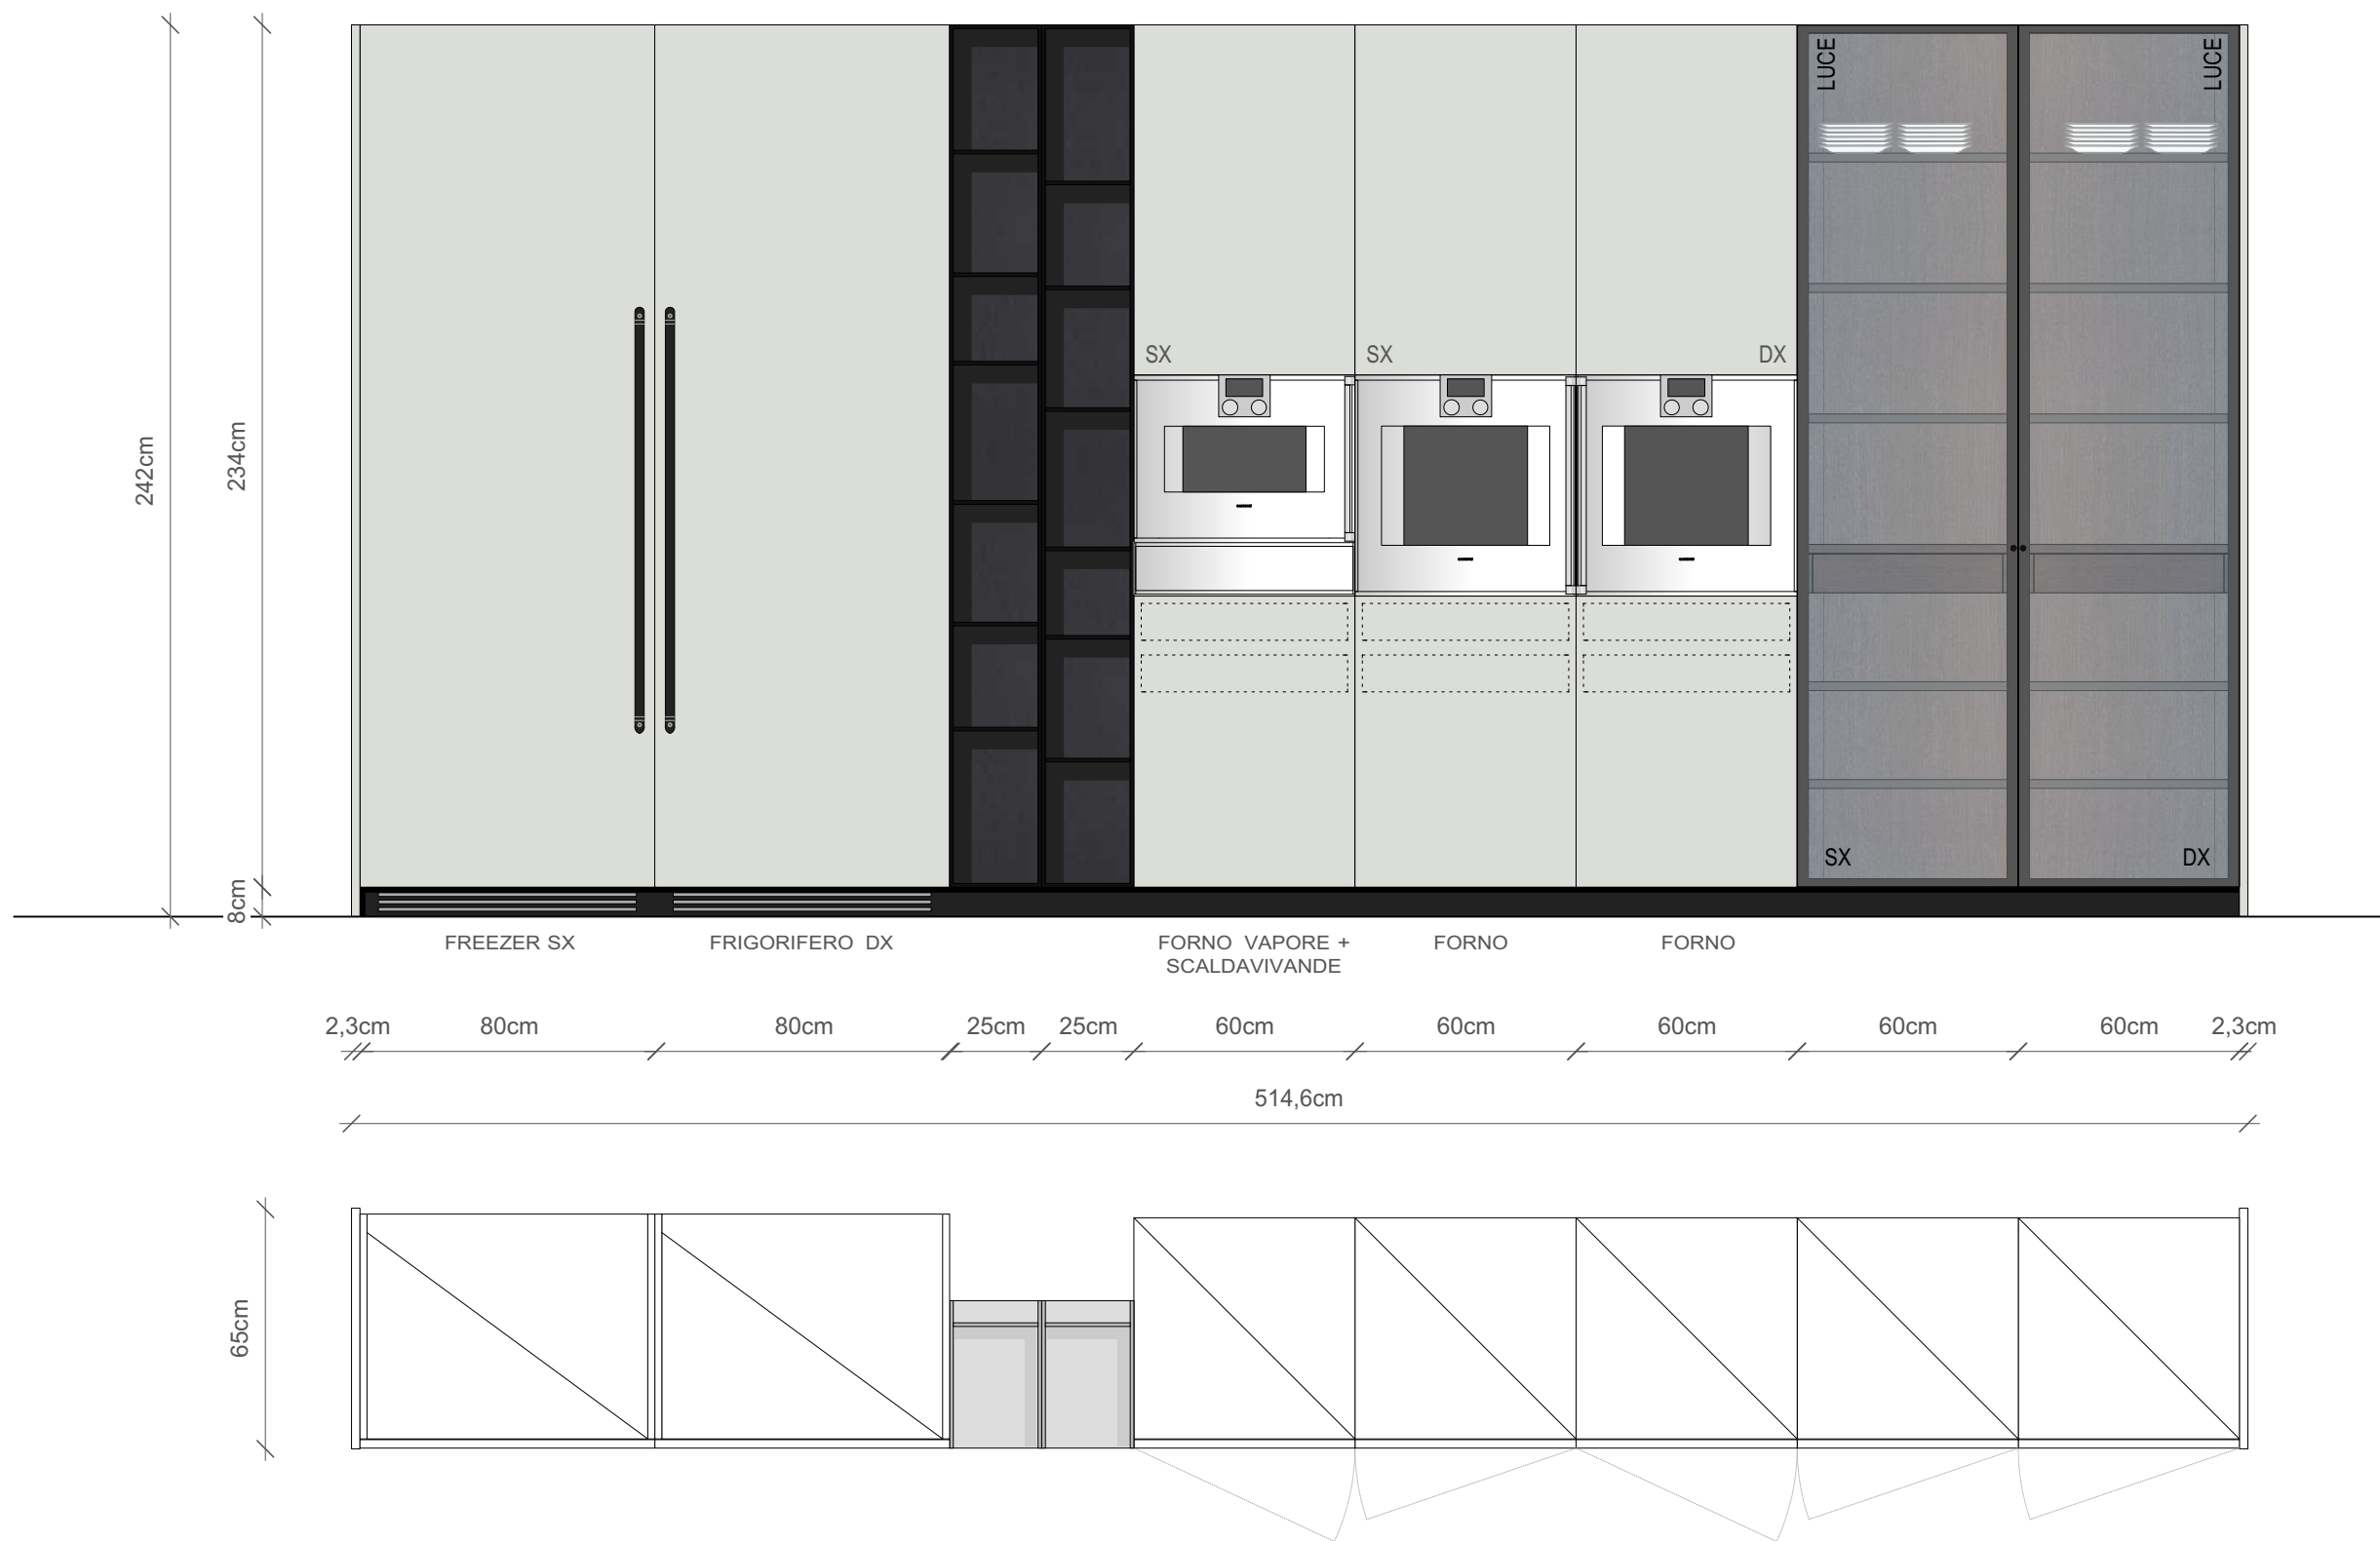 LUCE
LUCE
242cm
234cm
8cm
SX
SX
DX
SX
DX
FREEZER SX
FRIGORIFERO DX
FORNO VAPORE +
SCALDAVIVANDE
FORNO
FORNO
2,3cm
80cm
80cm
25cm
25cm
60cm
60cm
60cm
60cm
60cm
2,3cm
514,6cm
65cm